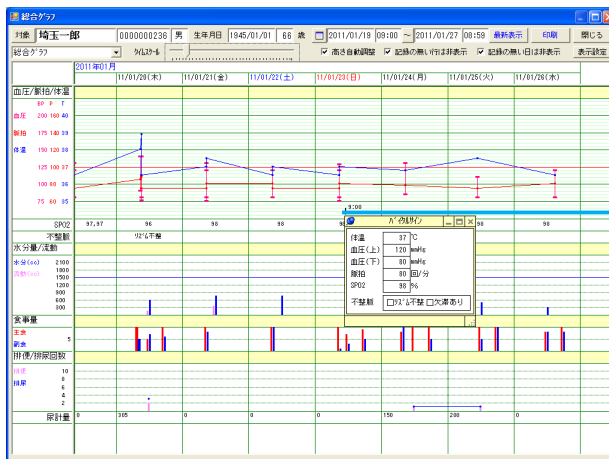 総合グラフ
対象 埼玉一郎 0000000236 男 生年月日 1945/01/01 66 歳 2011/01/19 09:00 ～ 2011/01/27 08:59 最新表示 印刷 閉じる
総合グラフ ﾀｲﾑｽｹｰﾙ 高さ自動調整 記録の無い行は非表示 記録の無い日は非表示 表示設定
2011年01月
11/01/20(木) 11/01/21(金) 11/01/22(土) 11/01/23(日) 11/01/24(月) 11/01/25(火) 11/01/26(水)
血圧/脈拍/体温
BP P T
血圧 200 160 40
脈拍 175 140 39
体温 150 120 38
125 100 37
100 80 36
75 60 35
9:00
SPO2 97,97 96 98 98 98 98
不整脈 ﾘｽﾞﾑ不整
ﾊﾞｲﾀﾙｻｲﾝ
体温 37 ℃
血圧(上) 120 mmHg
血圧(下) 80 mmHg
脈拍 80 回/分
SPO2 98 %
不整脈 ﾘｽﾞﾑ不整 欠滞あり
水分量/流動
水分(cc) 2100
流動(cc) 1800
1500
1200
900
600
300
食事量
主食
副食 5
排便/排尿回数
排便 10
8
排尿 6
4
2
尿計量 0 305 0 0 0 150 200 0